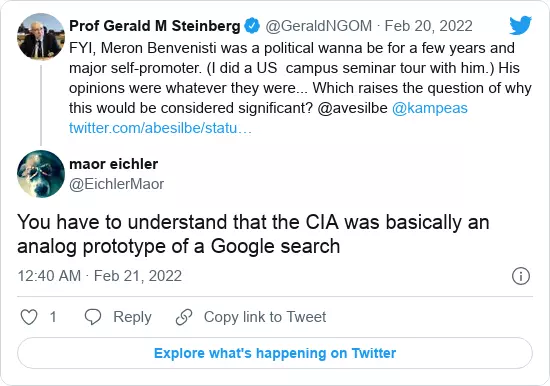 Prof Gerald M Steinberg @GeraldNGOM · Feb 20, 2022
FYI, Meron Benvenisti was a political wanna be for a few years and
major self-promoter. (I did a US campus seminar tour with him.) His
opinions were whatever they were... Which raises the question of why
this would be considered significant? @avesilbe @kampeas
twitter.com/abesilbe/statu…
maor eichler
@EichlerMaor
You have to understand that the CIA was basically an
analog prototype of a Google search
12:40 AM · Feb 21, 2022
1 Reply Copy link to Tweet
Explore what's happening on Twitter